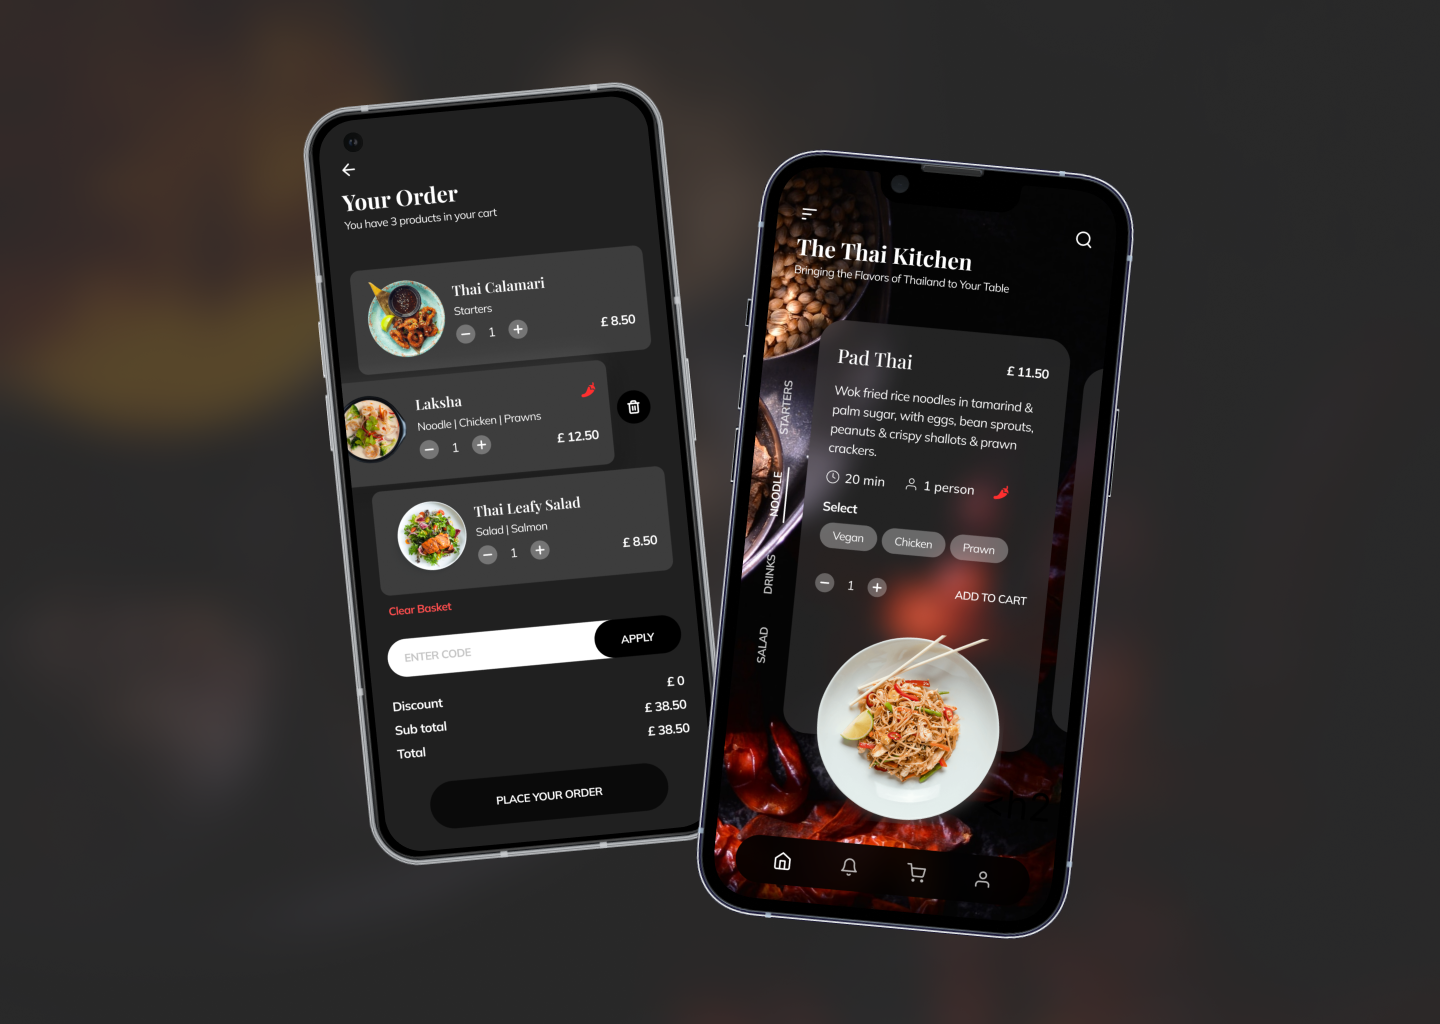 Your Order
You have 3 products in your cart
Thai Calamari
Starters
1
£ 8.50
Laksha
Noodle | Chicken | Prawns
1
£ 12.50
Thai Leafy Salad
Salad | Salmon
1
£ 8.50
Clear Basket
ENTER CODE
APPLY
Discount
£ 0
Sub total
£ 38.50
Total
£ 38.50
PLACE YOUR ORDER
The Thai Kitchen
Bringing the Flavors of Thailand to Your Table
STARTERS
NOODLE
DRINKS
SALAD
Pad Thai
£ 11.50
Wok fried rice noodles in tamarind &
palm sugar, with eggs, bean sprouts,
peanuts & crispy shallots & prawn
crackers.
20 min
1 person
Select
Vegan
Chicken
Prawn
1
ADD TO CART